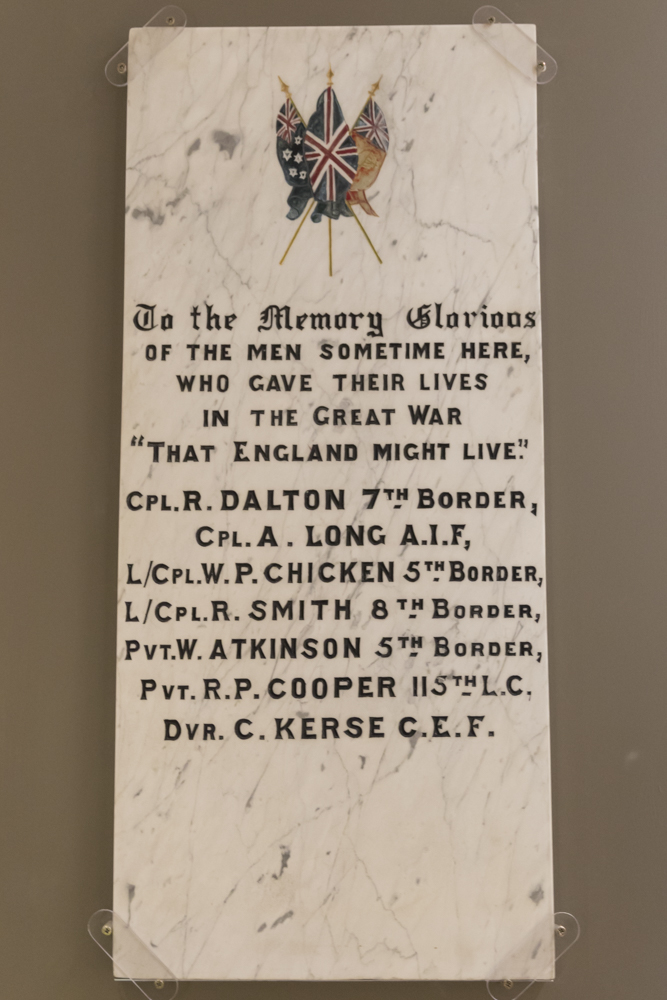 To the Memory Glorious
OF THE MEN SOMETIME HERE,
WHO GAVE THEIR LIVES
IN THE GREAT WAR
“THAT ENGLAND MIGHT LIVE.”
CPL. R. DALTON 7TH BORDER,
CPL. A. LONG A.I.F,
L/CPL. W. P. CHICKEN 5TH BORDER,
L/CPL. R. SMITH 8TH BORDER,
PVT. W. ATKINSON 5TH BORDER,
PVT. R. P. COOPER 115TH L.C.
DVR. C. KERSE C.E.F.